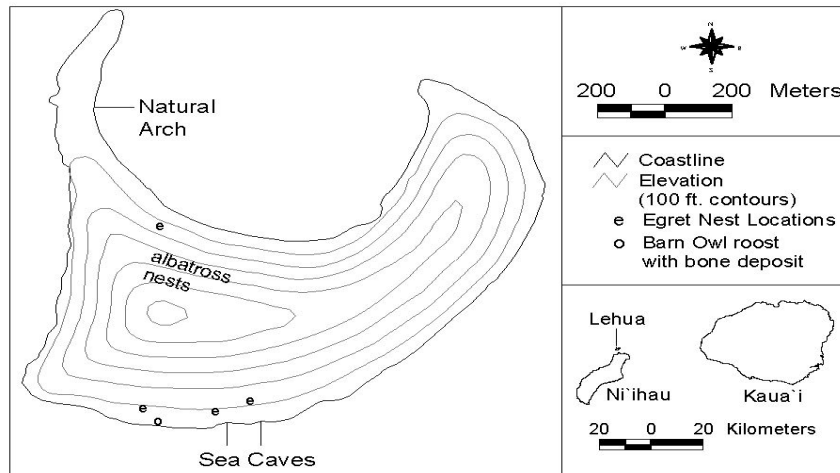 Natural
Arch
albatross
nests
e
e
e
e
o
Sea Caves
N
W
E
S
200 0 200 Meters
Coastline
Elevation
(100 ft. contours)
e Egret Nest Locations
o Barn Owl roost
with bone deposit
Lehua
Ni`ihau
Kaua`i
20 0 20 Kilometers